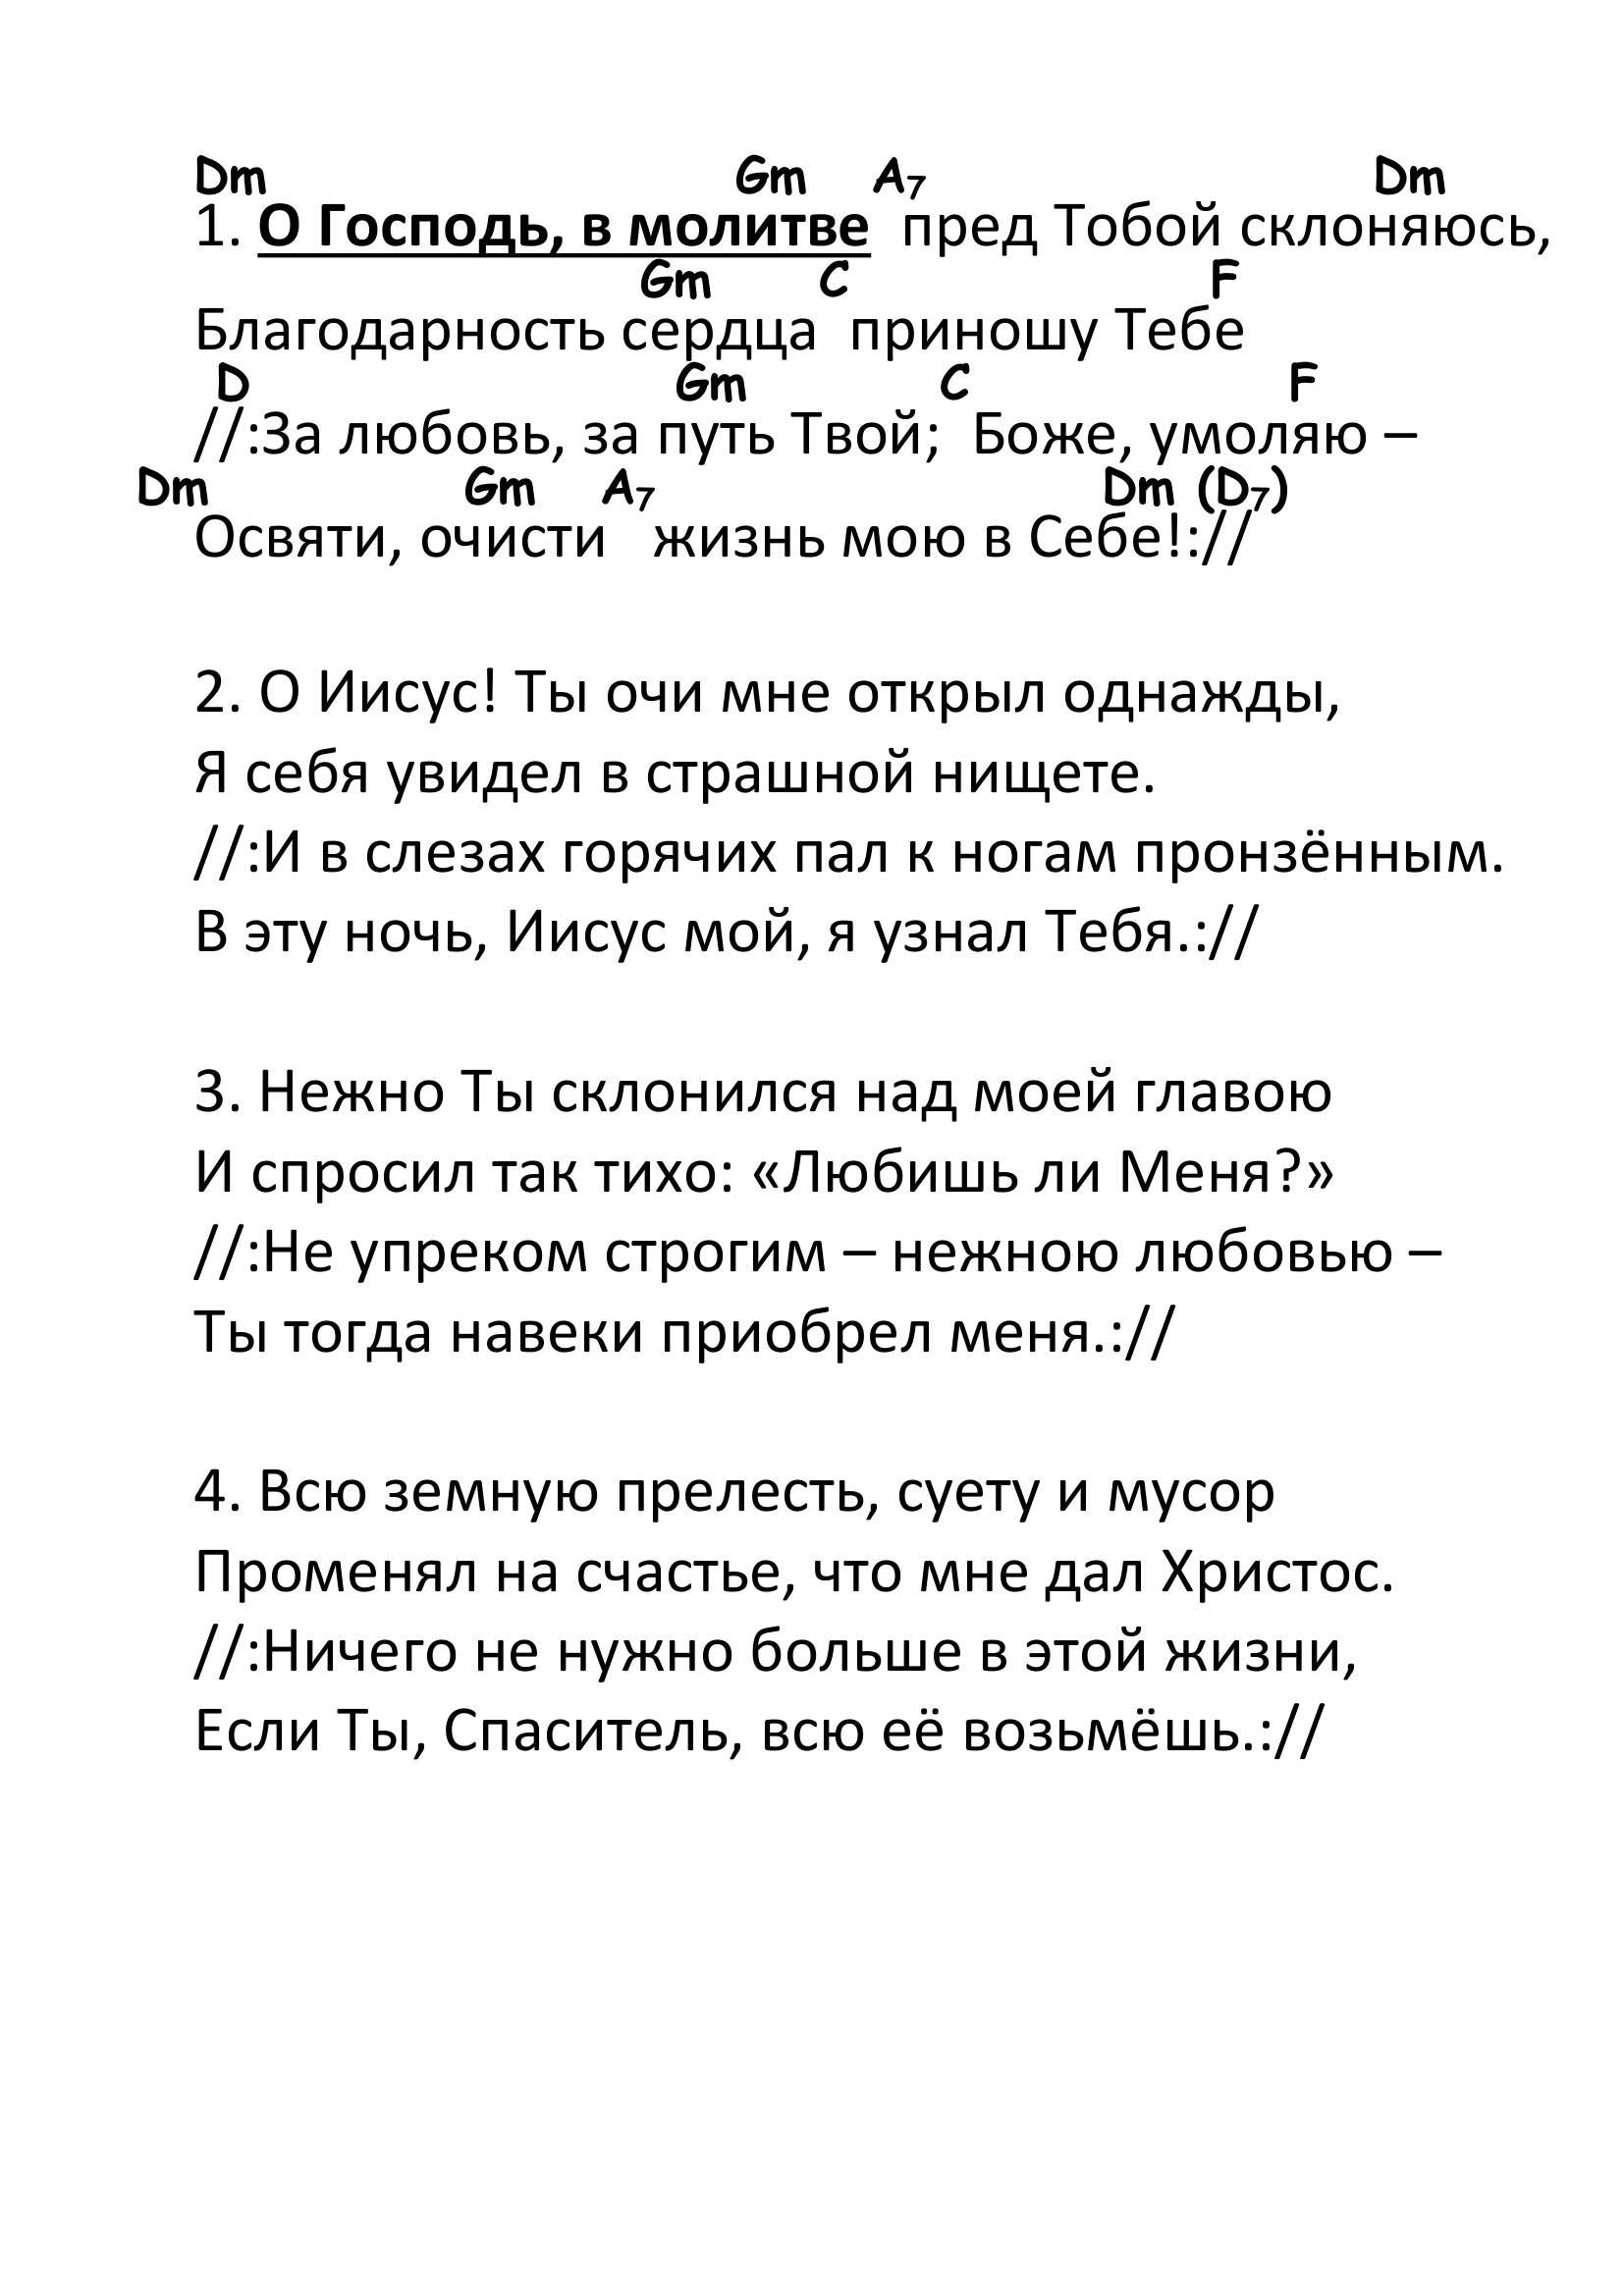 Dm Gm A7 Dm
1. О Господь, в молитве пред Тобой склоняюсь,
Gm C F
Благодарность сердца приношу Тебе
D Gm C F
//:За любовь, за путь Твой; Боже, умоляю –
Dm Gm A7 Dm (D7)
Освяти, очисти жизнь мою в Себе!://
2. О Иисус! Ты очи мне открыл однажды,
Я себя увидел в страшной нищете.
//:И в слезах горячих пал к ногам пронзённым.
В эту ночь, Иисус мой, я узнал Тебя.://
3. Нежно Ты склонился над моей главою
И спросил так тихо: «Любишь ли Меня?»
//:Не упреком строгим – нежною любовью –
Ты тогда навеки приобрел меня.://
4. Всю земную прелесть, суету и мусор
Променял на счастье, что мне дал Христос.
//:Ничего не нужно больше в этой жизни,
Если Ты, Спаситель, всю её возьмёшь.://